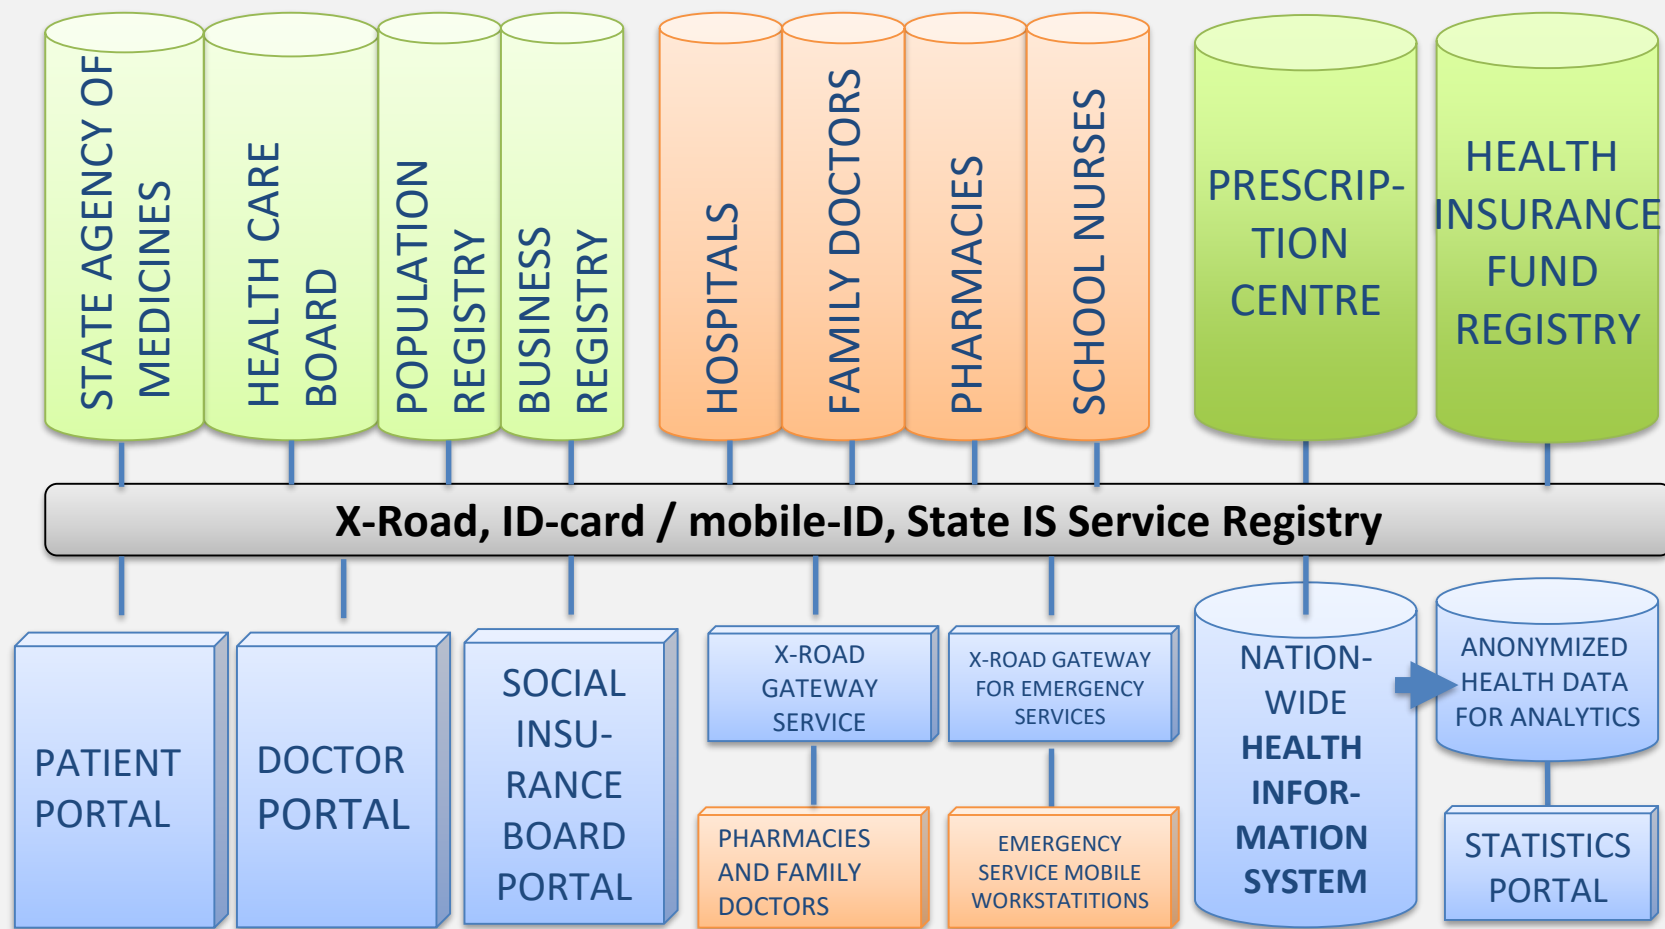 STATE AGENCY OF
MEDICINES
HEALTH CARE
BOARD
POPULATION
REGISTRY
BUSINESS
REGISTRY
HOSPITALS
FAMILY DOCTORS
PHARMACIES
SCHOOL NURSES
PRESCRIP-
TION
CENTRE
HEALTH
INSURANCE
FUND
REGISTRY
X-Road, ID-card / mobile-ID, State IS Service Registry
PATIENT
PORTAL
DOCTOR
PORTAL
SOCIAL
INSU-
RANCE
BOARD
PORTAL
X-ROAD
GATEWAY
SERVICE
PHARMACIES
AND FAMILY
DOCTORS
X-ROAD GATEWAY
FOR EMERGENCY
SERVICES
EMERGENCY
SERVICE MOBILE
WORKSTATITIONS
NATION-
WIDE
HEALTH
INFOR-
MATION
SYSTEM
ANONYMIZED
HEALTH DATA
FOR ANALYTICS
STATISTICS
PORTAL